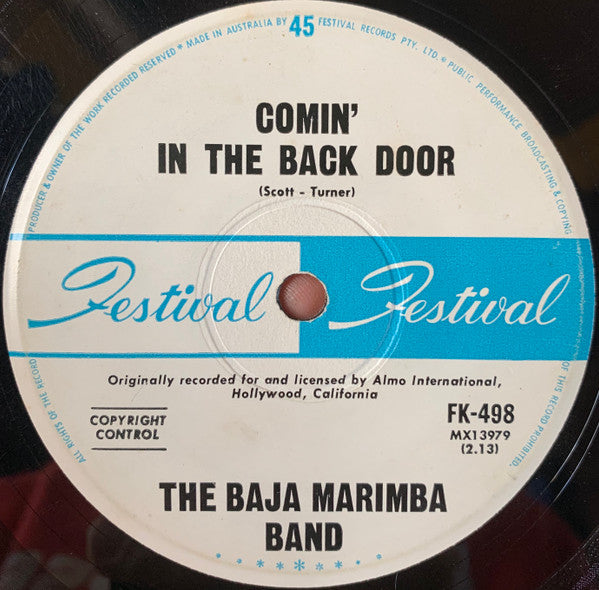 ALL RIGHTS OF THE RECORD PRODUCER & OWNER OF THE WORK RECORDED RESERVED * MADE IN AUSTRALIA BY 45 FESTIVAL RECORDS PTY. LTD. * PUBLIC PERFORMANCE BROADCASTING & COPYING OF THIS RECORD PROHIBITED.
COMIN'
IN THE BACK DOOR
(Scott - Turner)
Festival Festival
Originally recorded for and licensed by Almo International,
Hollywood, California
COPYRIGHT
CONTROL
FK-498
MX13979
(2.13)
THE BAJA MARIMBA
BAND